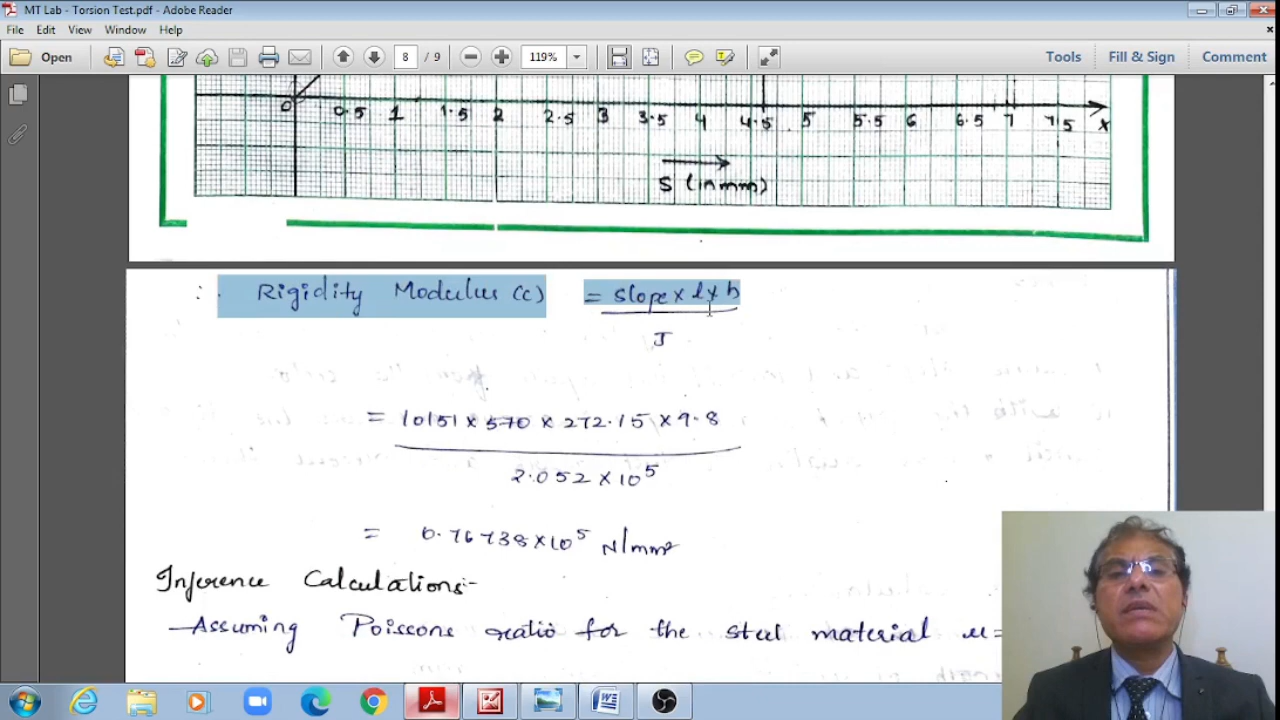 MT Lab - Torsion Test.pdf - Adobe Reader
File Edit View Window Help
Open 8 / 9 119% Tools Fill & Sign Comment
0 0.5 1 1.5 2 2.5 3 3.5 4 4.5 5 5.5 6 6.5 7 7.5 x
S (in mm)
∴ Rigidity Modulus (c) = slope x l x h
J
= 10151 x 570 x 272.15 x 9.8
2.052 x 10^5
= 0.76738 x 10^5 N/mm²
Inference Calculations:-
Assuming Poissons ratio for the steel material μ=